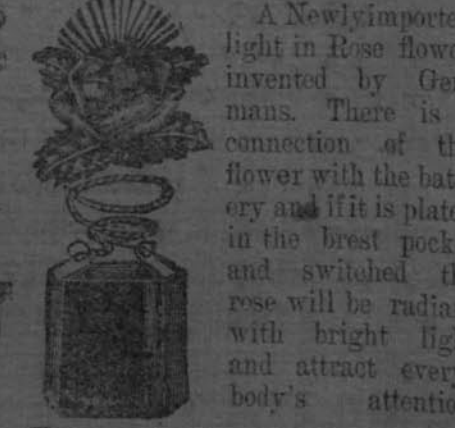 A Newly importe
light in Rose flow
invented by Ger
mans. There is
connection of th
flower with the bat
ery and if it is plate
in the brest pock
and switched th
rose will be radia
with bright lig
and attract ever
body's attentio